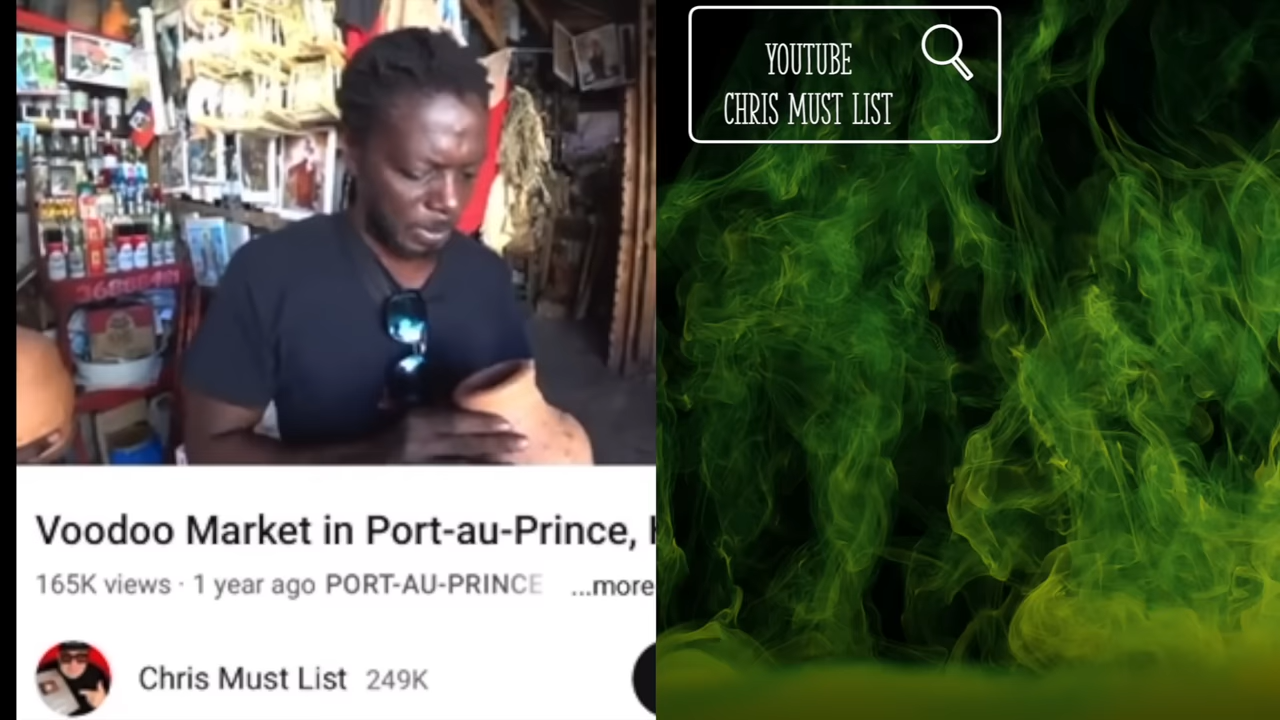 YOUTUBE
CHRIS MUST LIST
Voodoo Market in Port-au-Prince,
165K views · 1 year ago PORT-AU-PRINCE ...more
Chris Must List 249K